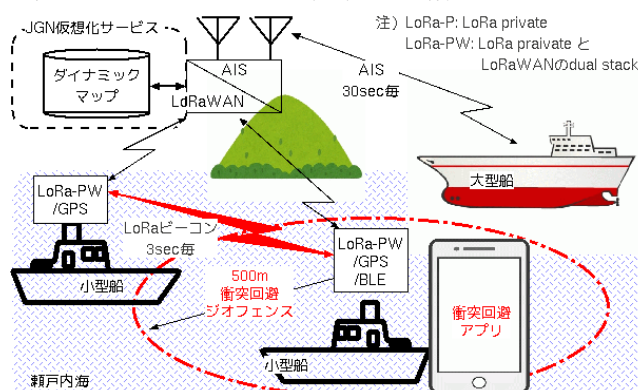 JGN仮想化サービス
ダイナミック
マップ
AIS
LoRaWAN
注）LoRa-P: LoRa private
LoRa-PW: LoRa praivate と
LoRaWANのdual stack
AIS
30sec毎
大型船
LoRa-PW
/GPS
LoRaビーコン
3sec毎
小型船
LoRa-PW
/GPS
/BLE
500m
衝突回避
ジオフェンス
衝突回避
アプリ
小型船
瀬戸内海